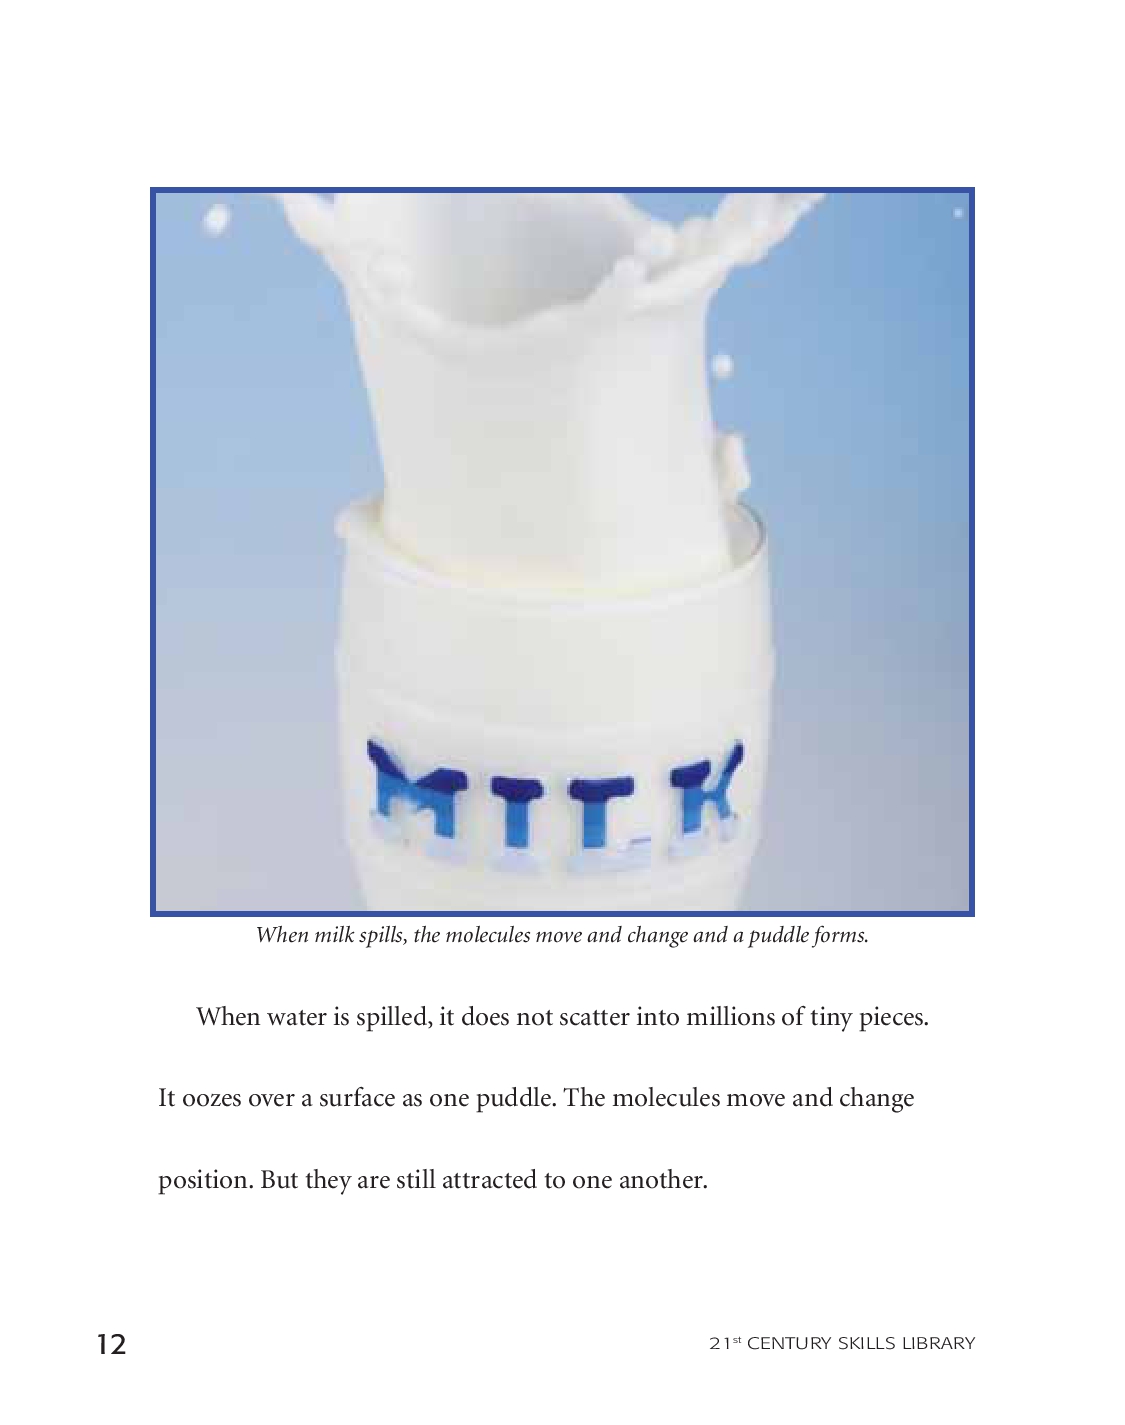 MILK
When milk spills, the molecules move and change and a puddle forms.
When water is spilled, it does not scatter into millions of tiny pieces.
It oozes over a surface as one puddle. The molecules move and change
position. But they are still attracted to one another.
12
21st CENTURY SKILLS LIBRARY